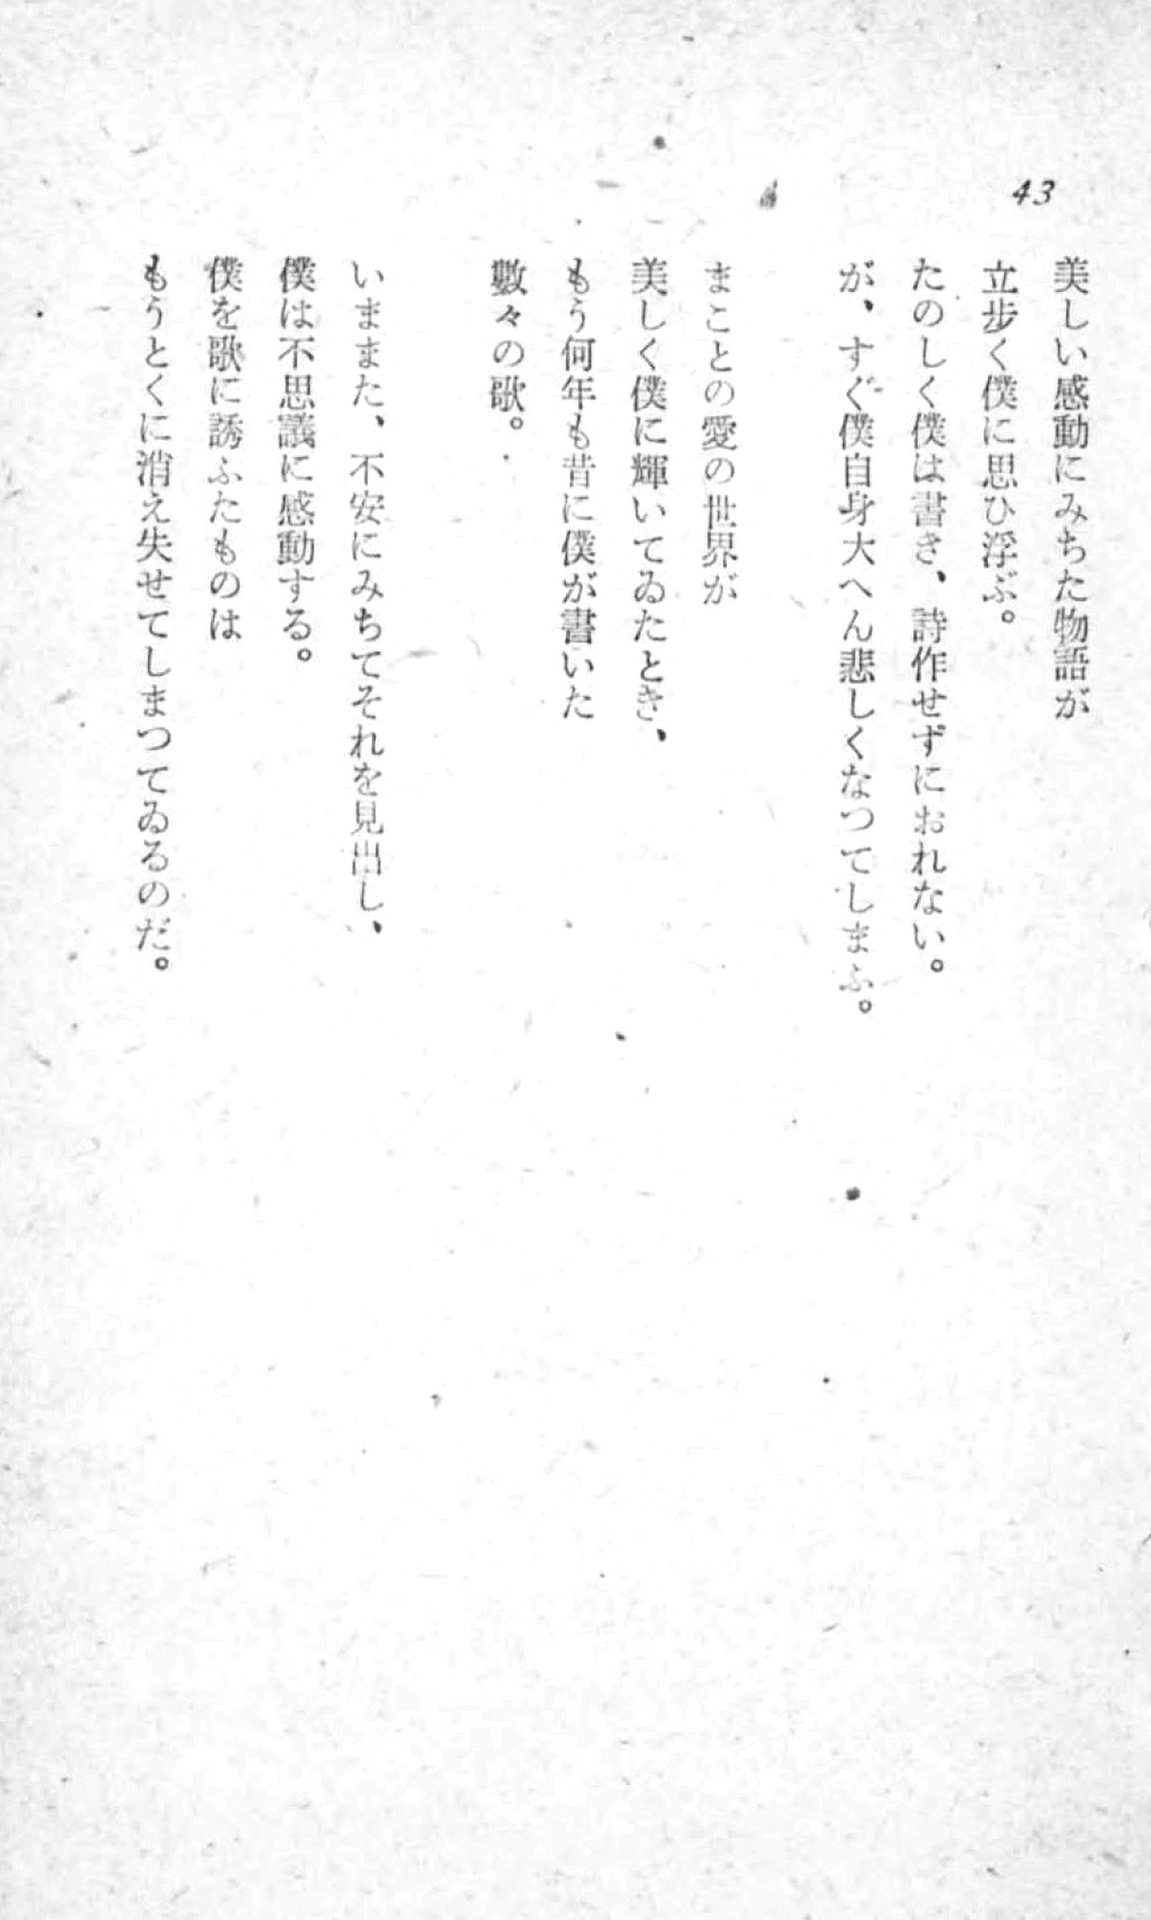 43
美しい感動にみちた物語が
立步く僕に思ひ浮ぶ。
たのしく僕は書き、詩作せずにおれない。
が、すぐ僕自身大へん悲しくなつてしまふ。
まことの愛の世界が
美しく僕に輝いてゐたとき、
もう何年も昔に僕が書いた
數々の歌。
いままた、不安にみちてそれを見出し、
僕は不思議に感動する。
僕を歌に誘ふたものは
もうとくに消え失せてしまつてゐるのだ。